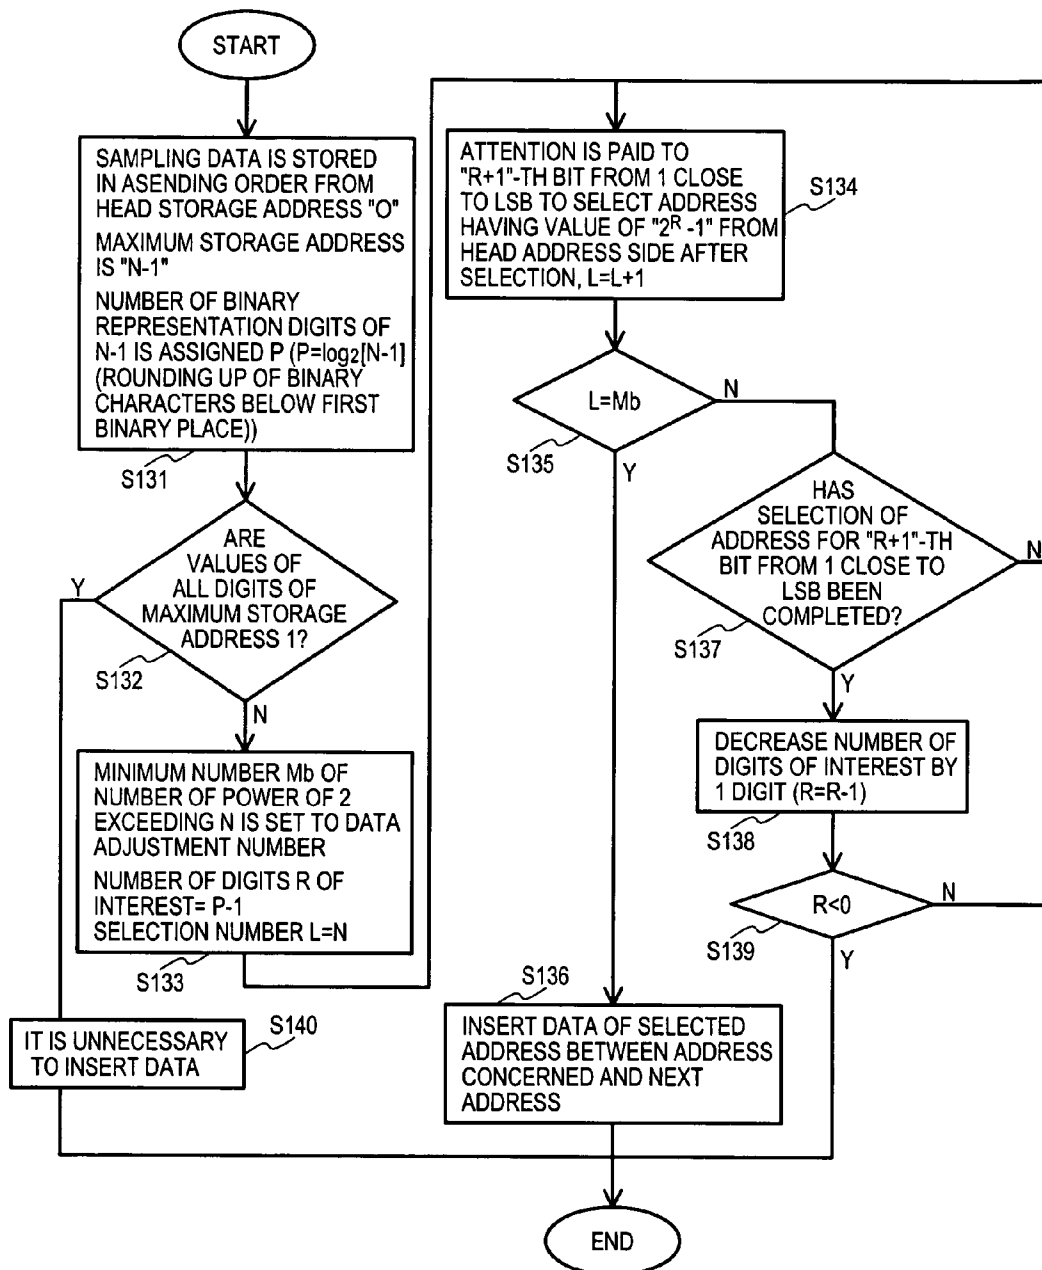 START
SAMPLING DATA IS STORED
IN ASENDING ORDER FROM
HEAD STORAGE ADDRESS "O"
MAXIMUM STORAGE ADDRESS
IS "N-1"
NUMBER OF BINARY
REPRESENTATION DIGITS OF
N-1 IS ASSIGNED P (P=log2[N-1]
(ROUNDING UP OF BINARY
CHARACTERS BELOW FIRST
BINARY PLACE))
S131
ARE
VALUES OF
ALL DIGITS OF
MAXIMUM STORAGE
ADDRESS 1?
Y
S132
N
MINIMUM NUMBER Mb OF
NUMBER OF POWER OF 2
EXCEEDING N IS SET TO DATA
ADJUSTMENT NUMBER
NUMBER OF DIGITS R OF
INTEREST= P-1
SELECTION NUMBER L=N
S133
S140
IT IS UNNECESSARY
TO INSERT DATA
ATTENTION IS PAID TO
"R+1"-TH BIT FROM 1 CLOSE
TO LSB TO SELECT ADDRESS
HAVING VALUE OF "2^R -1" FROM
HEAD ADDRESS SIDE AFTER
SELECTION, L=L+1
S134
L=Mb
N
S135
Y
HAS
SELECTION OF
ADDRESS FOR "R+1"-TH
BIT FROM 1 CLOSE TO
LSB BEEN
COMPLETED?
N
S137
Y
DECREASE NUMBER OF
DIGITS OF INTEREST BY
1 DIGIT (R=R-1)
S138
R<0
N
S139
Y
S136
INSERT DATA OF SELECTED
ADDRESS BETWEEN ADDRESS
CONCERNED AND NEXT
ADDRESS
END